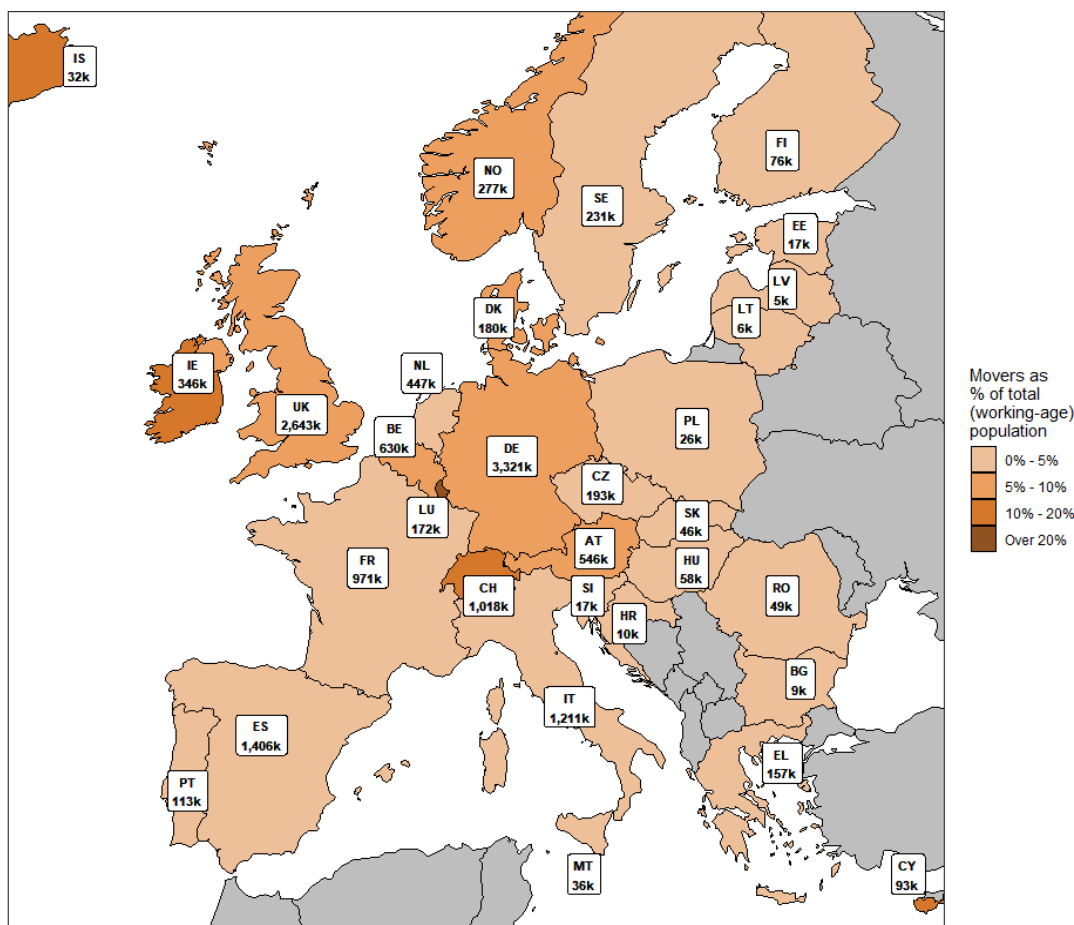 IS
32k
FI
76k
NO
277k
SE
231k
EE
17k
LV
5k
DK
180k
LT
6k
IE
346k
NL
447k
UK
2,643k
BE
630k
PL
26k
DE
3,321k
CZ
193k
LU
172k
SK
46k
AT
546k
FR
971k
HU
58k
CH
1,018k
SI
17k
RO
49k
HR
10k
BG
9k
IT
1,211k
ES
1,406k
EL
157k
PT
113k
MT
36k
CY
93k
Movers as
% of total
(working-age)
population
0% - 5%
5% - 10%
10% - 20%
Over 20%